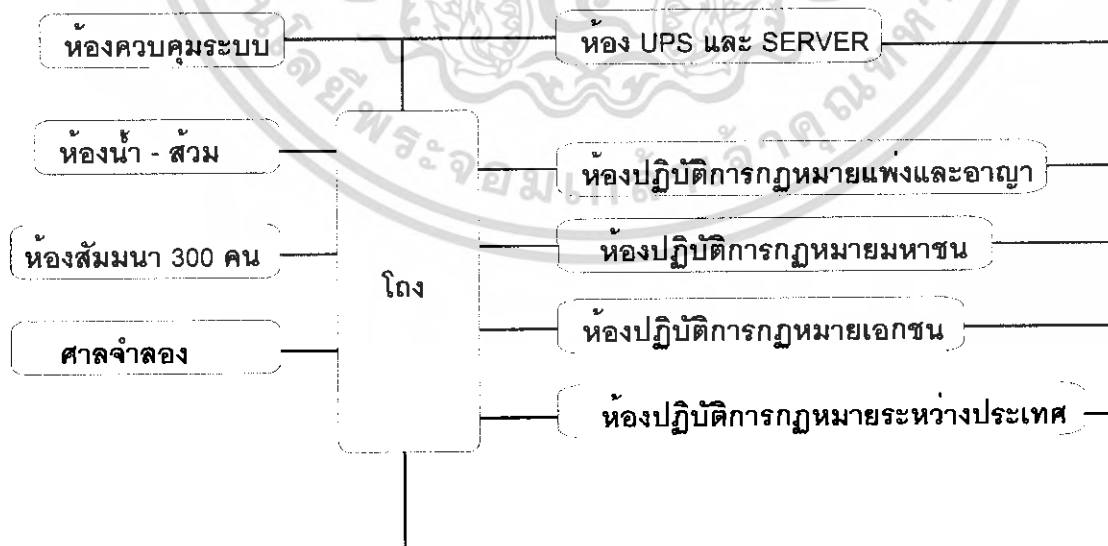 ห้องควบคุมระบบ
ห้อง UPS และ SERVER
ห้องน้ำ - ส้วม
ห้องปฏิบัติการกฎหมายแพ่งและอาญา
ห้องสัมมนา 300 คน
ห้องปฏิบัติการกฎหมายมหาชน
โถง
ห้องปฏิบัติการกฎหมายเอกชน
ศาลจำลอง
ห้องปฏิบัติการกฎหมายระหว่างประเทศ